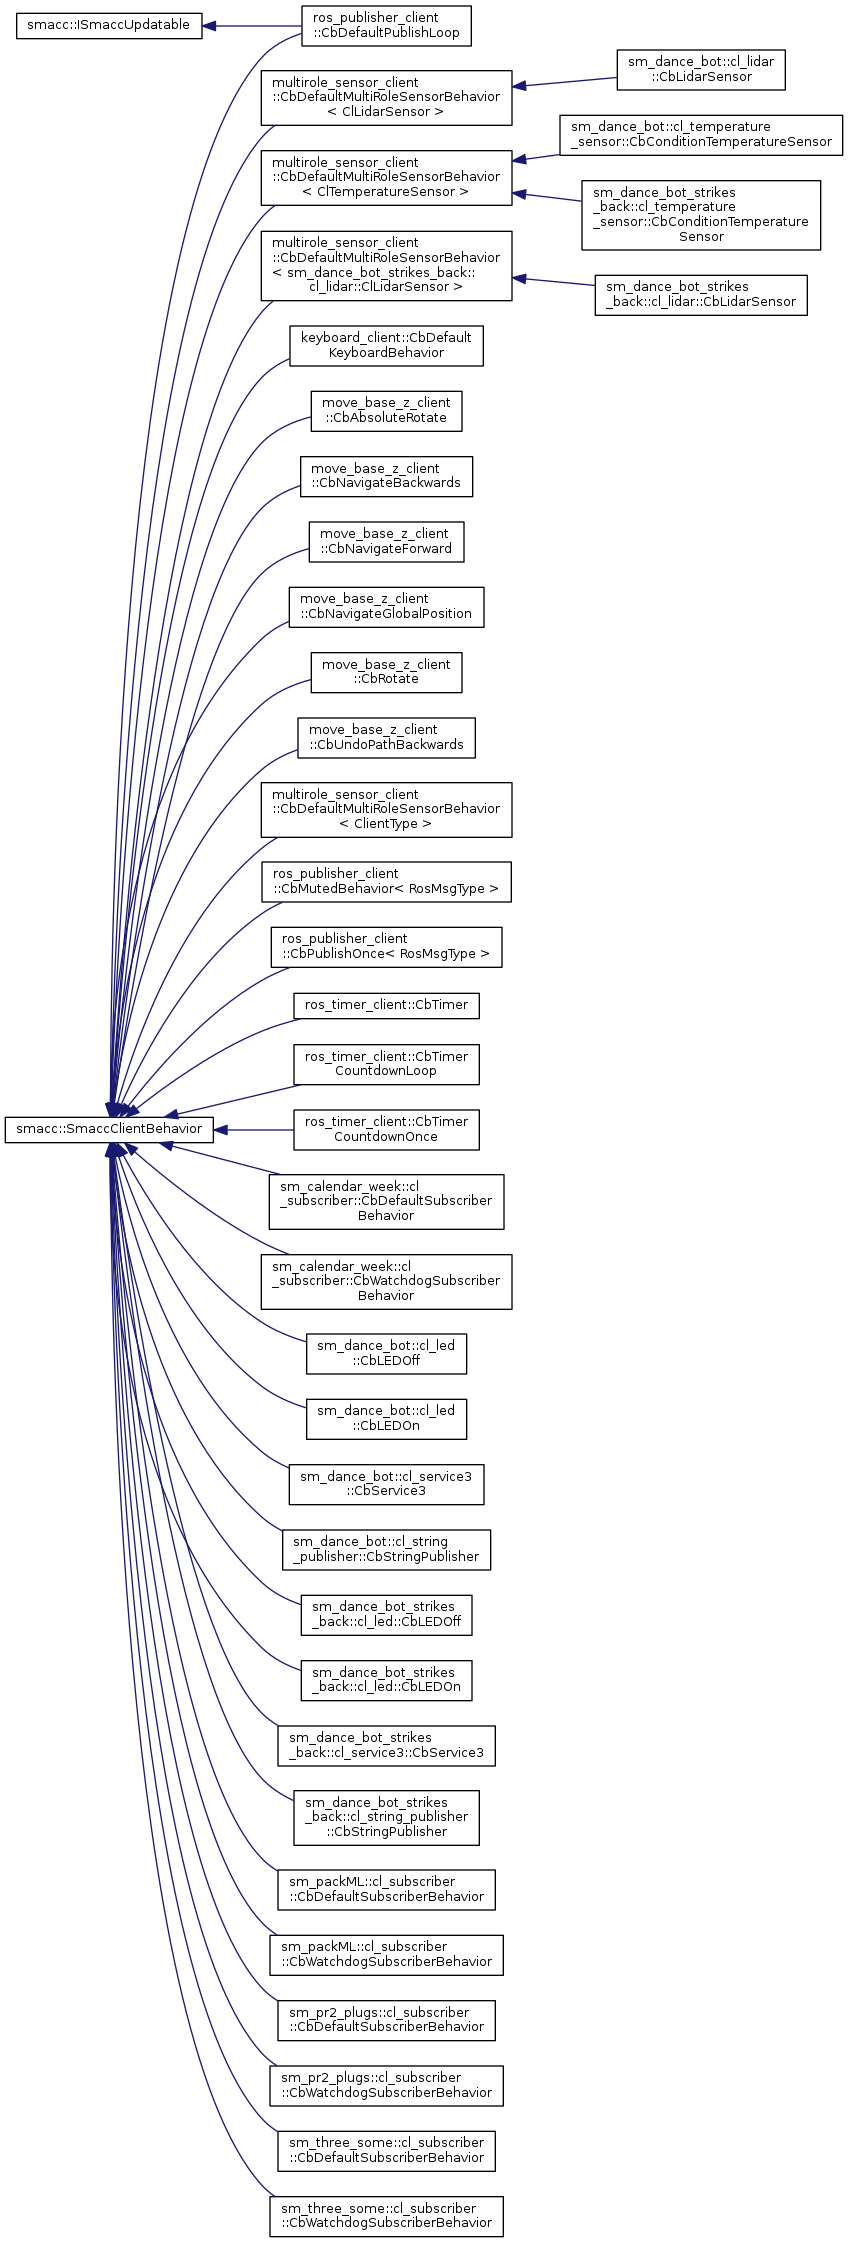 smacc::ISmaccUpdatable
ros_publisher_client
::CbDefaultPublishLoop
multirole_sensor_client
::CbDefaultMultiRoleSensorBehavior
< ClLidarSensor >
sm_dance_bot::cl_lidar
::CbLidarSensor
multirole_sensor_client
::CbDefaultMultiRoleSensorBehavior
< ClTemperatureSensor >
sm_dance_bot::cl_temperature
_sensor::CbConditionTemperatureSensor
sm_dance_bot_strikes
_back::cl_temperature
_sensor::CbConditionTemperature
Sensor
multirole_sensor_client
::CbDefaultMultiRoleSensorBehavior
< sm_dance_bot_strikes_back::
cl_lidar::ClLidarSensor >
sm_dance_bot_strikes
_back::cl_lidar::CbLidarSensor
keyboard_client::CbDefault
KeyboardBehavior
move_base_z_client
::CbAbsoluteRotate
move_base_z_client
::CbNavigateBackwards
move_base_z_client
::CbNavigateForward
move_base_z_client
::CbNavigateGlobalPosition
move_base_z_client
::CbRotate
move_base_z_client
::CbUndoPathBackwards
multirole_sensor_client
::CbDefaultMultiRoleSensorBehavior
< ClientType >
ros_publisher_client
::CbMutedBehavior< RosMsgType >
ros_publisher_client
::CbPublishOnce< RosMsgType >
ros_timer_client::CbTimer
ros_timer_client::CbTimer
CountdownLoop
smacc::SmaccClientBehavior
ros_timer_client::CbTimer
CountdownOnce
sm_calendar_week::cl
_subscriber::CbDefaultSubscriber
Behavior
sm_calendar_week::cl
_subscriber::CbWatchdogSubscriber
Behavior
sm_dance_bot::cl_led
::CbLEDOff
sm_dance_bot::cl_led
::CbLEDOn
sm_dance_bot::cl_service3
::CbService3
sm_dance_bot::cl_string
_publisher::CbStringPublisher
sm_dance_bot_strikes
_back::cl_led::CbLEDOff
sm_dance_bot_strikes
_back::cl_led::CbLEDOn
sm_dance_bot_strikes
_back::cl_service3::CbService3
sm_dance_bot_strikes
_back::cl_string_publisher
::CbStringPublisher
sm_packML::cl_subscriber
::CbDefaultSubscriberBehavior
sm_packML::cl_subscriber
::CbWatchdogSubscriberBehavior
sm_pr2_plugs::cl_subscriber
::CbDefaultSubscriberBehavior
sm_pr2_plugs::cl_subscriber
::CbWatchdogSubscriberBehavior
sm_three_some::cl_subscriber
::CbDefaultSubscriberBehavior
sm_three_some::cl_subscriber
::CbWatchdogSubscriberBehavior